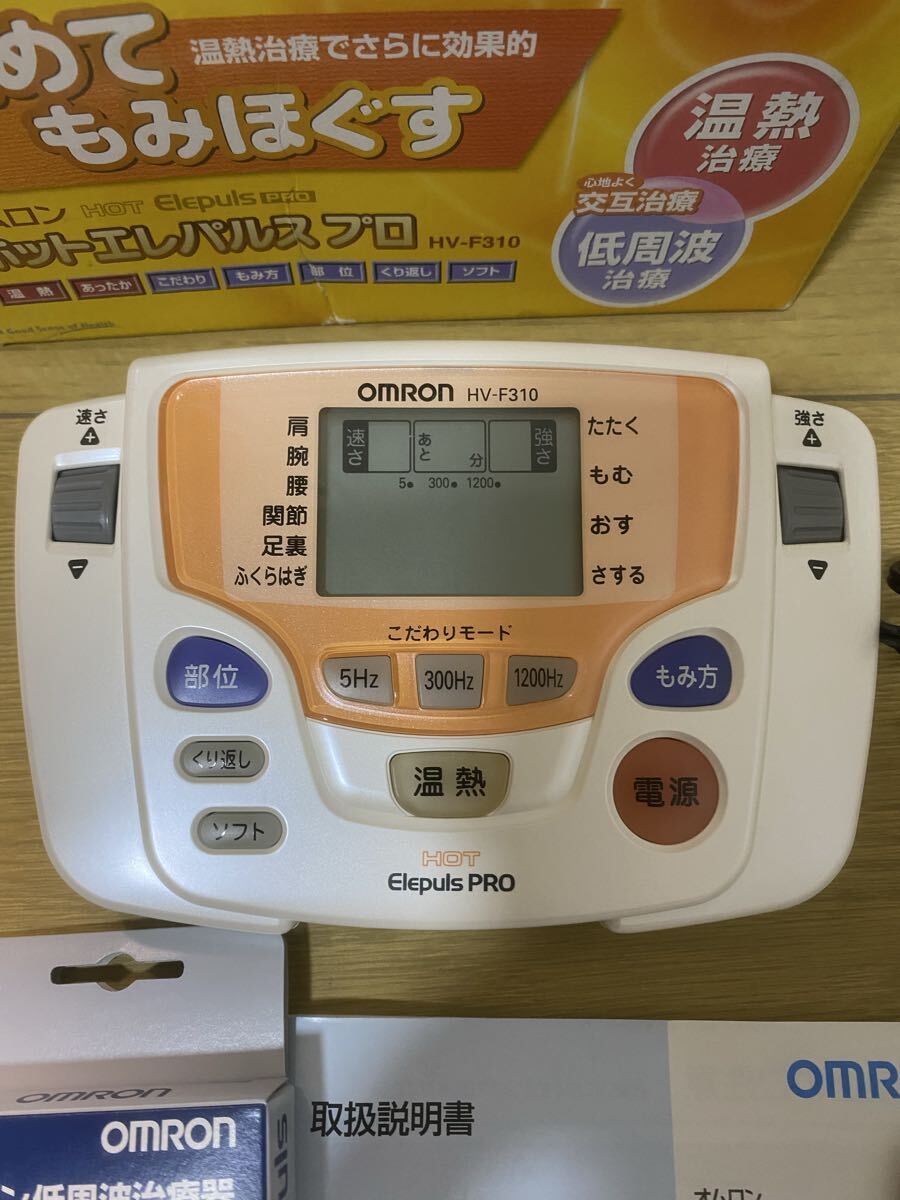 めて
温熱治療でさらに効果的
もみほぐす
温熱
治療
心地よく
交互治療
低周波
治療
ムロン HOT Elepuls PRO
ホットエレパルス プロ HV-F310
温熱 あったか こだわり もみ方 部位 くり返し ソフト
Good Sense of Health
OMRON HV-F310
速さ
強さ
肩
腕
腰
関節
足裏
ふくらはぎ
速さ
あと 分
強さ
5 300 1200
たたく
もむ
おす
さする
こだわりモード
5Hz 300Hz 1200Hz
部位
もみ方
くり返し
ソフト
温熱
電源
HOT
Elepuls PRO
OMRON
OMRON
ン低周波治療器
取扱説明書
OMR
オムロン